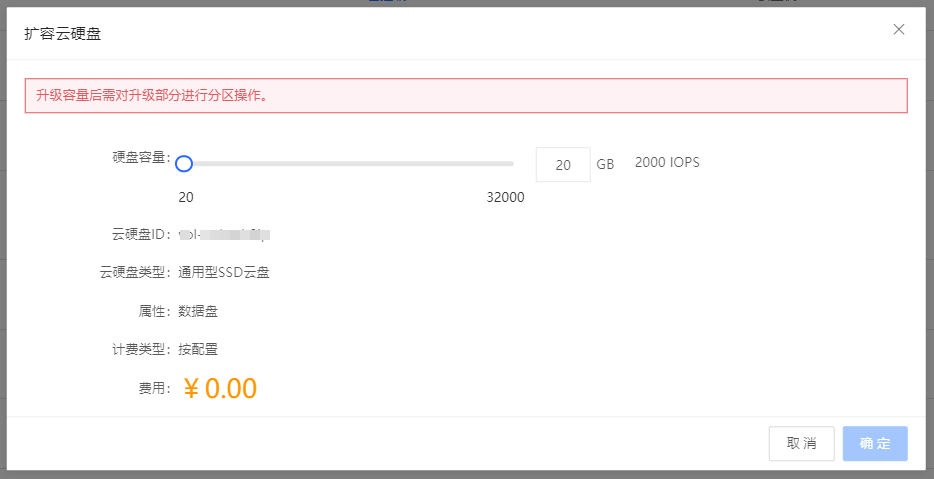 扩容云硬盘
升级容量后需对升级部分进行分区操作。
硬盘容量: 20 GB 2000 IOPS
20 32000
云硬盘ID:
云硬盘类型: 通用型SSD云盘
属性: 数据盘
计费类型: 按配置
费用: ¥0.00
取消 确定